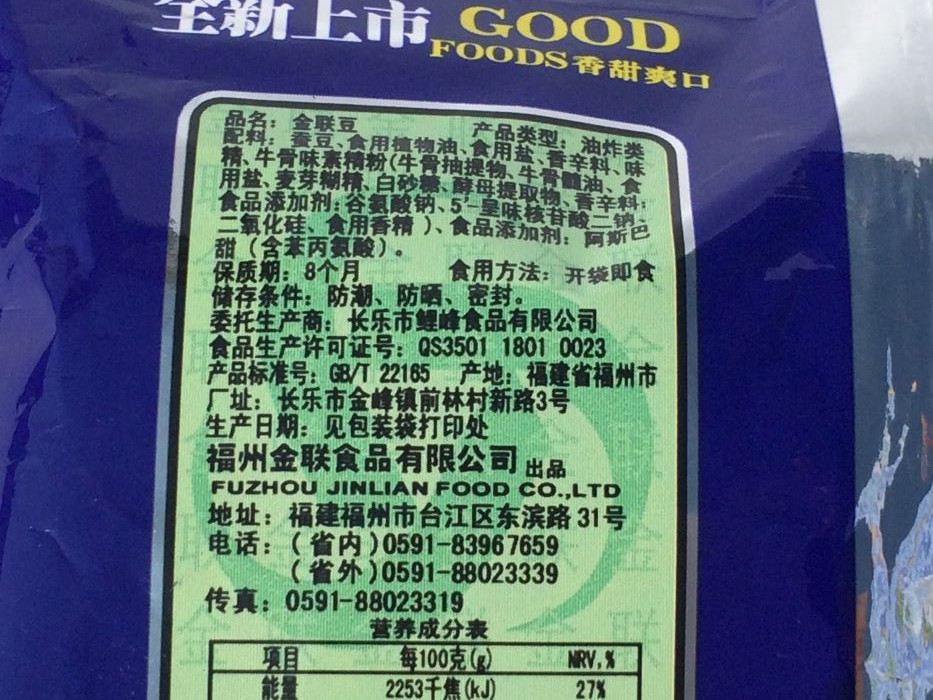 全新上市 GOOD
FOODS香甜爽口
品名：金联豆 产品类型：油炸类
配料：蚕豆、食用植物油、食用盐、香辛料、味
精、牛骨味素精粉(牛骨抽提物、牛骨髓油、食
用盐、麦芽糊精、白砂糖、酵母提取物、香辛料;
食品添加剂:谷氨酸钠、5'-呈味核苷酸二钠、
二氧化硅、食用香精）、食品添加剂：阿斯巴
甜（含苯丙氨酸）。
保质期：8个月 食用方法：开袋即食
储存条件：防潮、防晒、密封。
委托生产商：长乐市鲤峰食品有限公司
食品生产许可证号：QS3501 1801 0023
产品标准号：GB/T 22165 产地：福建省福州市
厂址：长乐市金峰镇前林村新路3号
生产日期：见包装袋打印处
福州金联食品有限公司 出品
FUZHOU JINLIAN FOOD CO.,LTD
地址：福建福州市台江区东滨路31号
电话：(省内)0591-83967659
(省外)0591-88023339
传真：0591-88023319
营养成分表
项目 每100克(g) NRV,%
能量 2253千焦(kJ) 27%